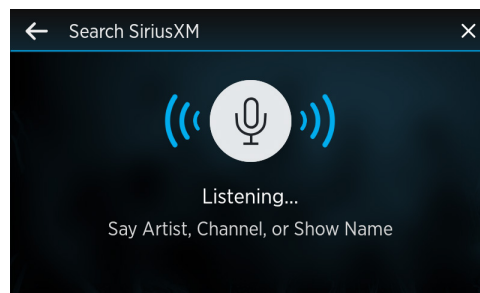 Search SiriusXM
Listening...
Say Artist, Channel, or Show Name